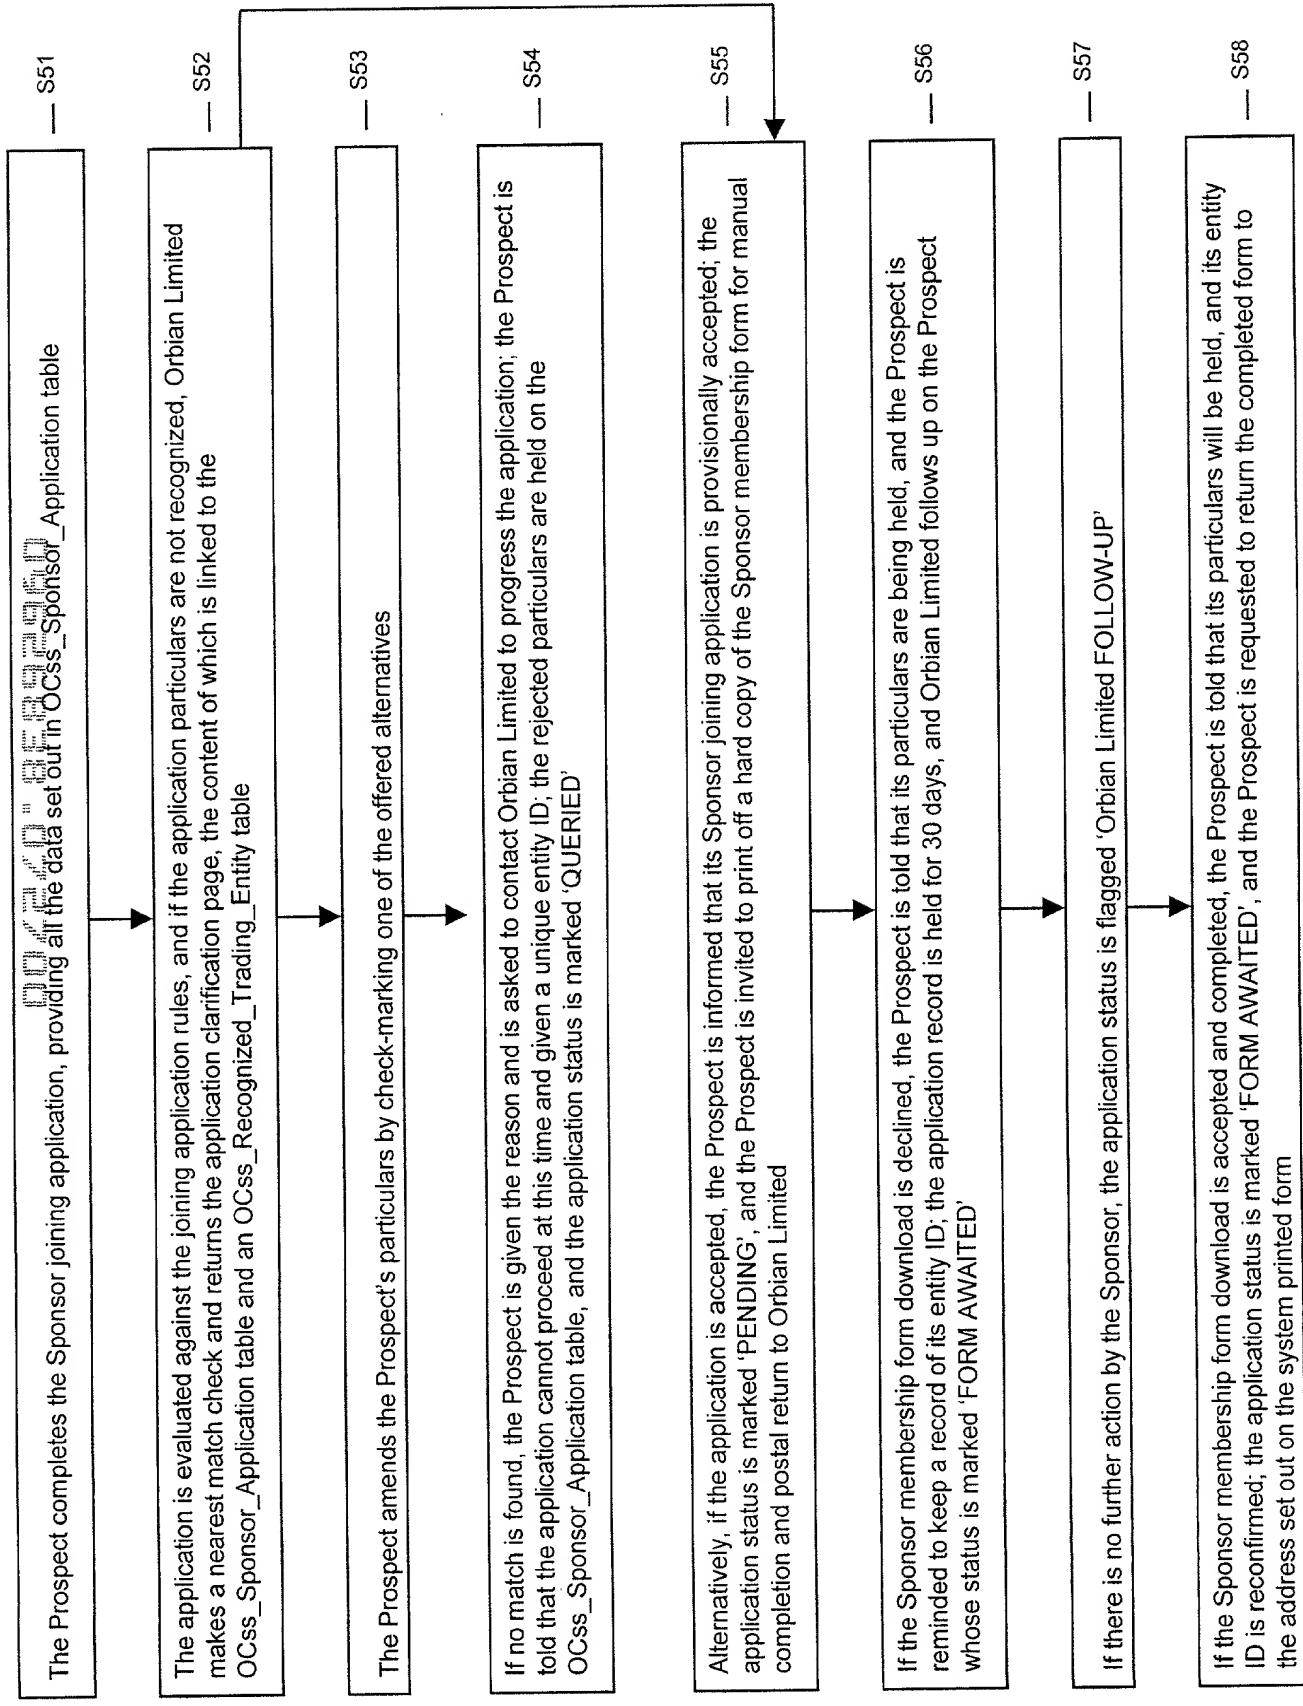 The Prospect completes the Sponsor joining application, providing all the data set out in OCss_Sponsor_Application table
— S51
The application is evaluated against the joining application rules, and if the application particulars are not recognized, Orbian Limited
makes a nearest match check and returns the application clarification page, the content of which is linked to the
OCss_Sponsor_Application table and an OCss_Recognized_Trading_Entity table
— S52
The Prospect amends the Prospect's particulars by check-marking one of the offered alternatives
— S53
If no match is found, the Prospect is given the reason and is asked to contact Orbian Limited to progress the application; the Prospect is
told that the application cannot proceed at this time and given a unique entity ID; the rejected particulars are held on the
OCss_Sponsor_Application table, and the application status is marked ‘QUERIED’
— S54
Alternatively, if the application is accepted, the Prospect is informed that its Sponsor joining application is provisionally accepted; the
application status is marked ‘PENDING’, and the Prospect is invited to print off a hard copy of the Sponsor membership form for manual
completion and postal return to Orbian Limited
— S55
If the Sponsor membership form download is declined, the Prospect is told that its particulars are being held, and the Prospect is
reminded to keep a record of its entity ID; the application record is held for 30 days, and Orbian Limited follows up on the Prospect
whose status is marked ‘FORM AWAITED’
— S56
If there is no further action by the Sponsor, the application status is flagged ‘Orbian Limited FOLLOW-UP’
— S57
If the Sponsor membership form download is accepted and completed, the Prospect is told that its particulars will be held, and its entity
ID is reconfirmed; the application status is marked ‘FORM AWAITED’, and the Prospect is requested to return the completed form to
the address set out on the system printed form
— S58